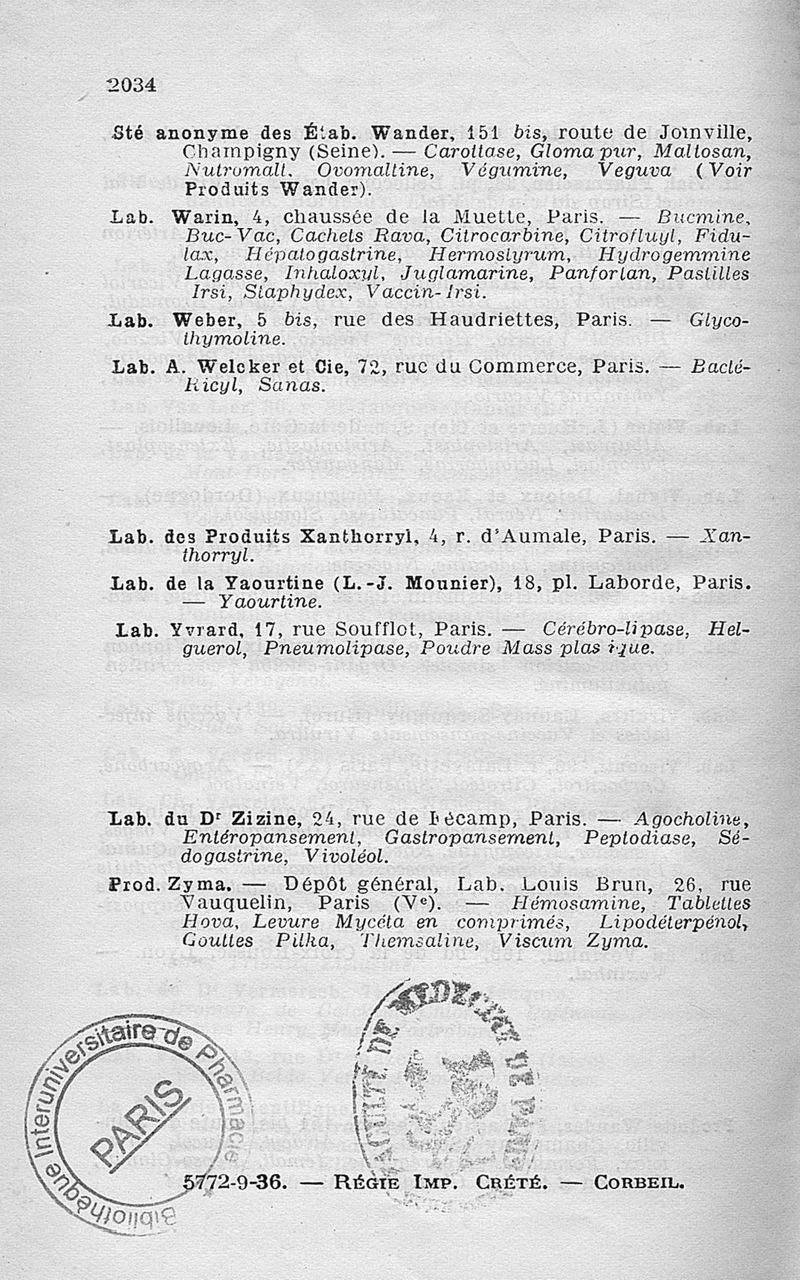 2034
Sté anonyme des Étab. Wander, 151 bis, route de Joinville,
Champigny (Seine). — Carottase, Gloma pur, Maltosan,
Nutromalt, Ovomaltine, Végumine, Veguva (Voir
Produits Wander).
Lab. Warin, 4, chaussée de la Muette, Paris. — Bucmine,
Buc-Vac, Cachets Rava, Citrocarbine, Citrofluyl, Fidu-
lax, Hépatogastrine, Hermostyrum, Hydrogemmine
Lagasse, Inhaloxyl, Juglamarine, Panfortan, Pastilles
Irsi, Staphydex, Vaccin-Irsi.
Lab. Weber, 5 bis, rue des Haudriettes, Paris. — Glyco-
thymoline.
Lab. A. Welcker et Cie, 72, rue du Commerce, Paris. — Bacté-
Ricyl, Sanas.
Lab. des Produits Xanthorryl, 4, r. d'Aumale, Paris. — Xan-
thorryl.
Lab. de la Yaourtine (L.-J. Mounier), 18, pl. Laborde, Paris.
— Yaourtine.
Lab. Yvrard, 17, rue Soufflot, Paris. — Cérébro-lipase, Hel-
guerol, Pneumolipase, Poudre Mass plas ique.
Lab. du Dr Zizine, 24, rue de Fécamp, Paris. — Agocholine,
Entéropansement, Gastropansement, Peptodiase, Sé-
dogastrine, Vivoléol.
Prod. Zyma. — Dépôt général, Lab. Louis Brun, 26, rue
Vauquelin, Paris (Ve). — Hémosamine, Tablettes
Hova, Levure Mycéta en comprimés, Lipodéterpénol,
Gouttes Pilka, Themsaline, Viscum Zyma.
Bibliothèque Interuniversitaire de Pharmacie
PARIS
FACULTÉ DE MÉDECINE DE PARIS
5772-9-36. — RÉGIE IMP. CRÉTÉ. — CORBEIL.